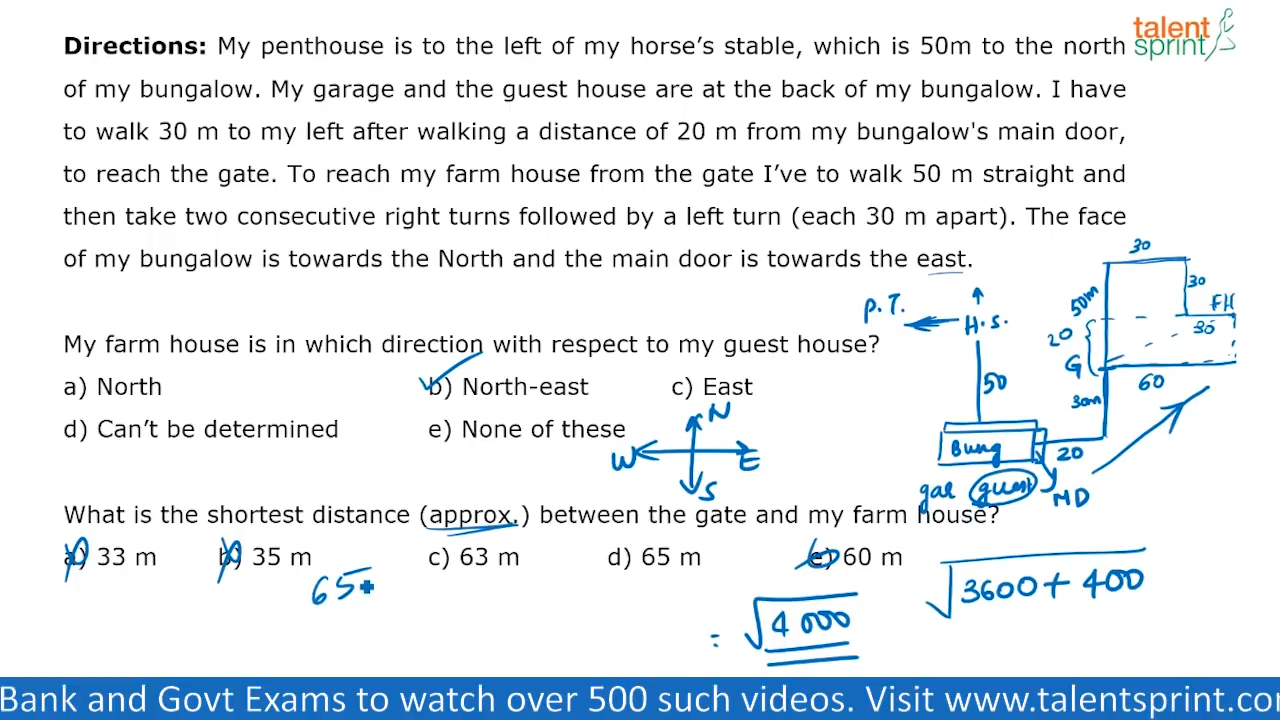 talent
sprint
Directions: My penthouse is to the left of my horse's stable, which is 50m to the north
of my bungalow. My garage and the guest house are at the back of my bungalow. I have
to walk 30 m to my left after walking a distance of 20 m from my bungalow's main door,
to reach the gate. To reach my farm house from the gate I've to walk 50 m straight and
then take two consecutive right turns followed by a left turn (each 30 m apart). The face
of my bungalow is towards the North and the main door is towards the east.
30
50m
30
P.T.
H.S.
FH
20
30
G
60
50
30m
My farm house is in which direction with respect to my guest house?
a) North b) North-east c) East
d) Can't be determined e) None of these
N
W E
S
Bung
20
gar guest MD
What is the shortest distance (approx.) between the gate and my farm house?
a) 33 m b) 35 m c) 63 m d) 65 m e) 60 m
65
√3600 + 400
= √4000
Bank and Govt Exams to watch over 500 such videos. Visit www.talentsprint.co